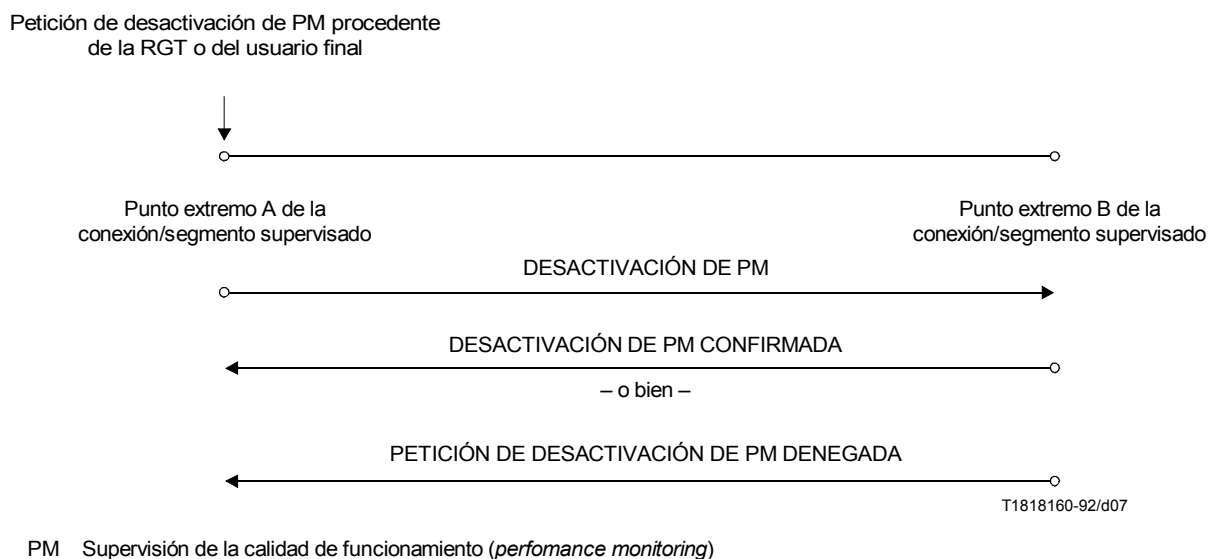 Petición de desactivación de PM procedente
de la RGT o del usuario final
Punto extremo A de la
conexión/segmento supervisado
Punto extremo B de la
conexión/segmento supervisado
DESACTIVACIÓN DE PM
DESACTIVACIÓN DE PM CONFIRMADA
– o bien –
PETICIÓN DE DESACTIVACIÓN DE PM DENEGADA
T1818160-92/d07
PM Supervisión de la calidad de funcionamiento (perfomance monitoring)